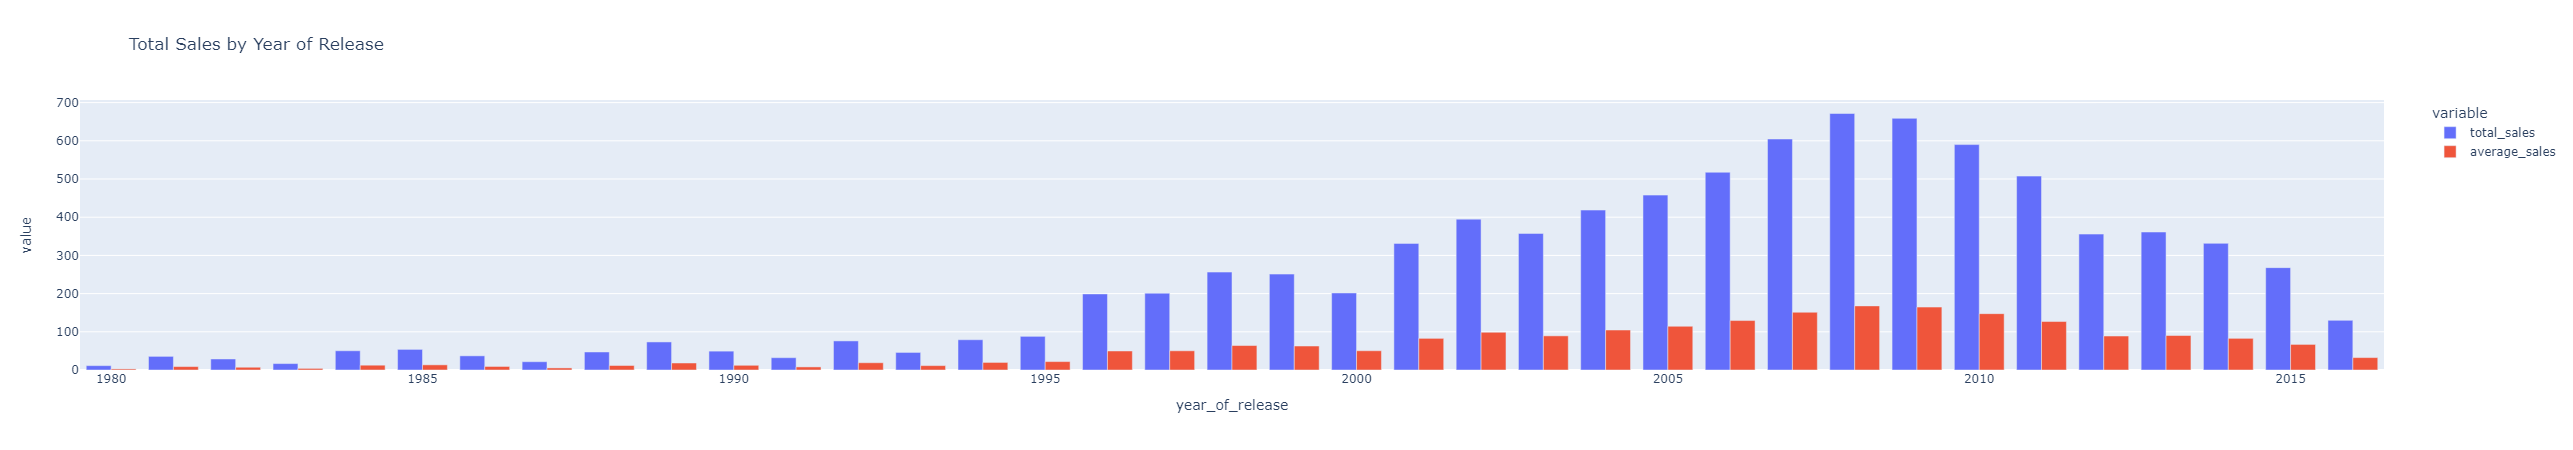 Total Sales by Year of Release
700
600
500
400
300
200
100
0
value
1980 1985 1990 1995 2000 2005 2010 2015
year_of_release
variable
total_sales
average_sales